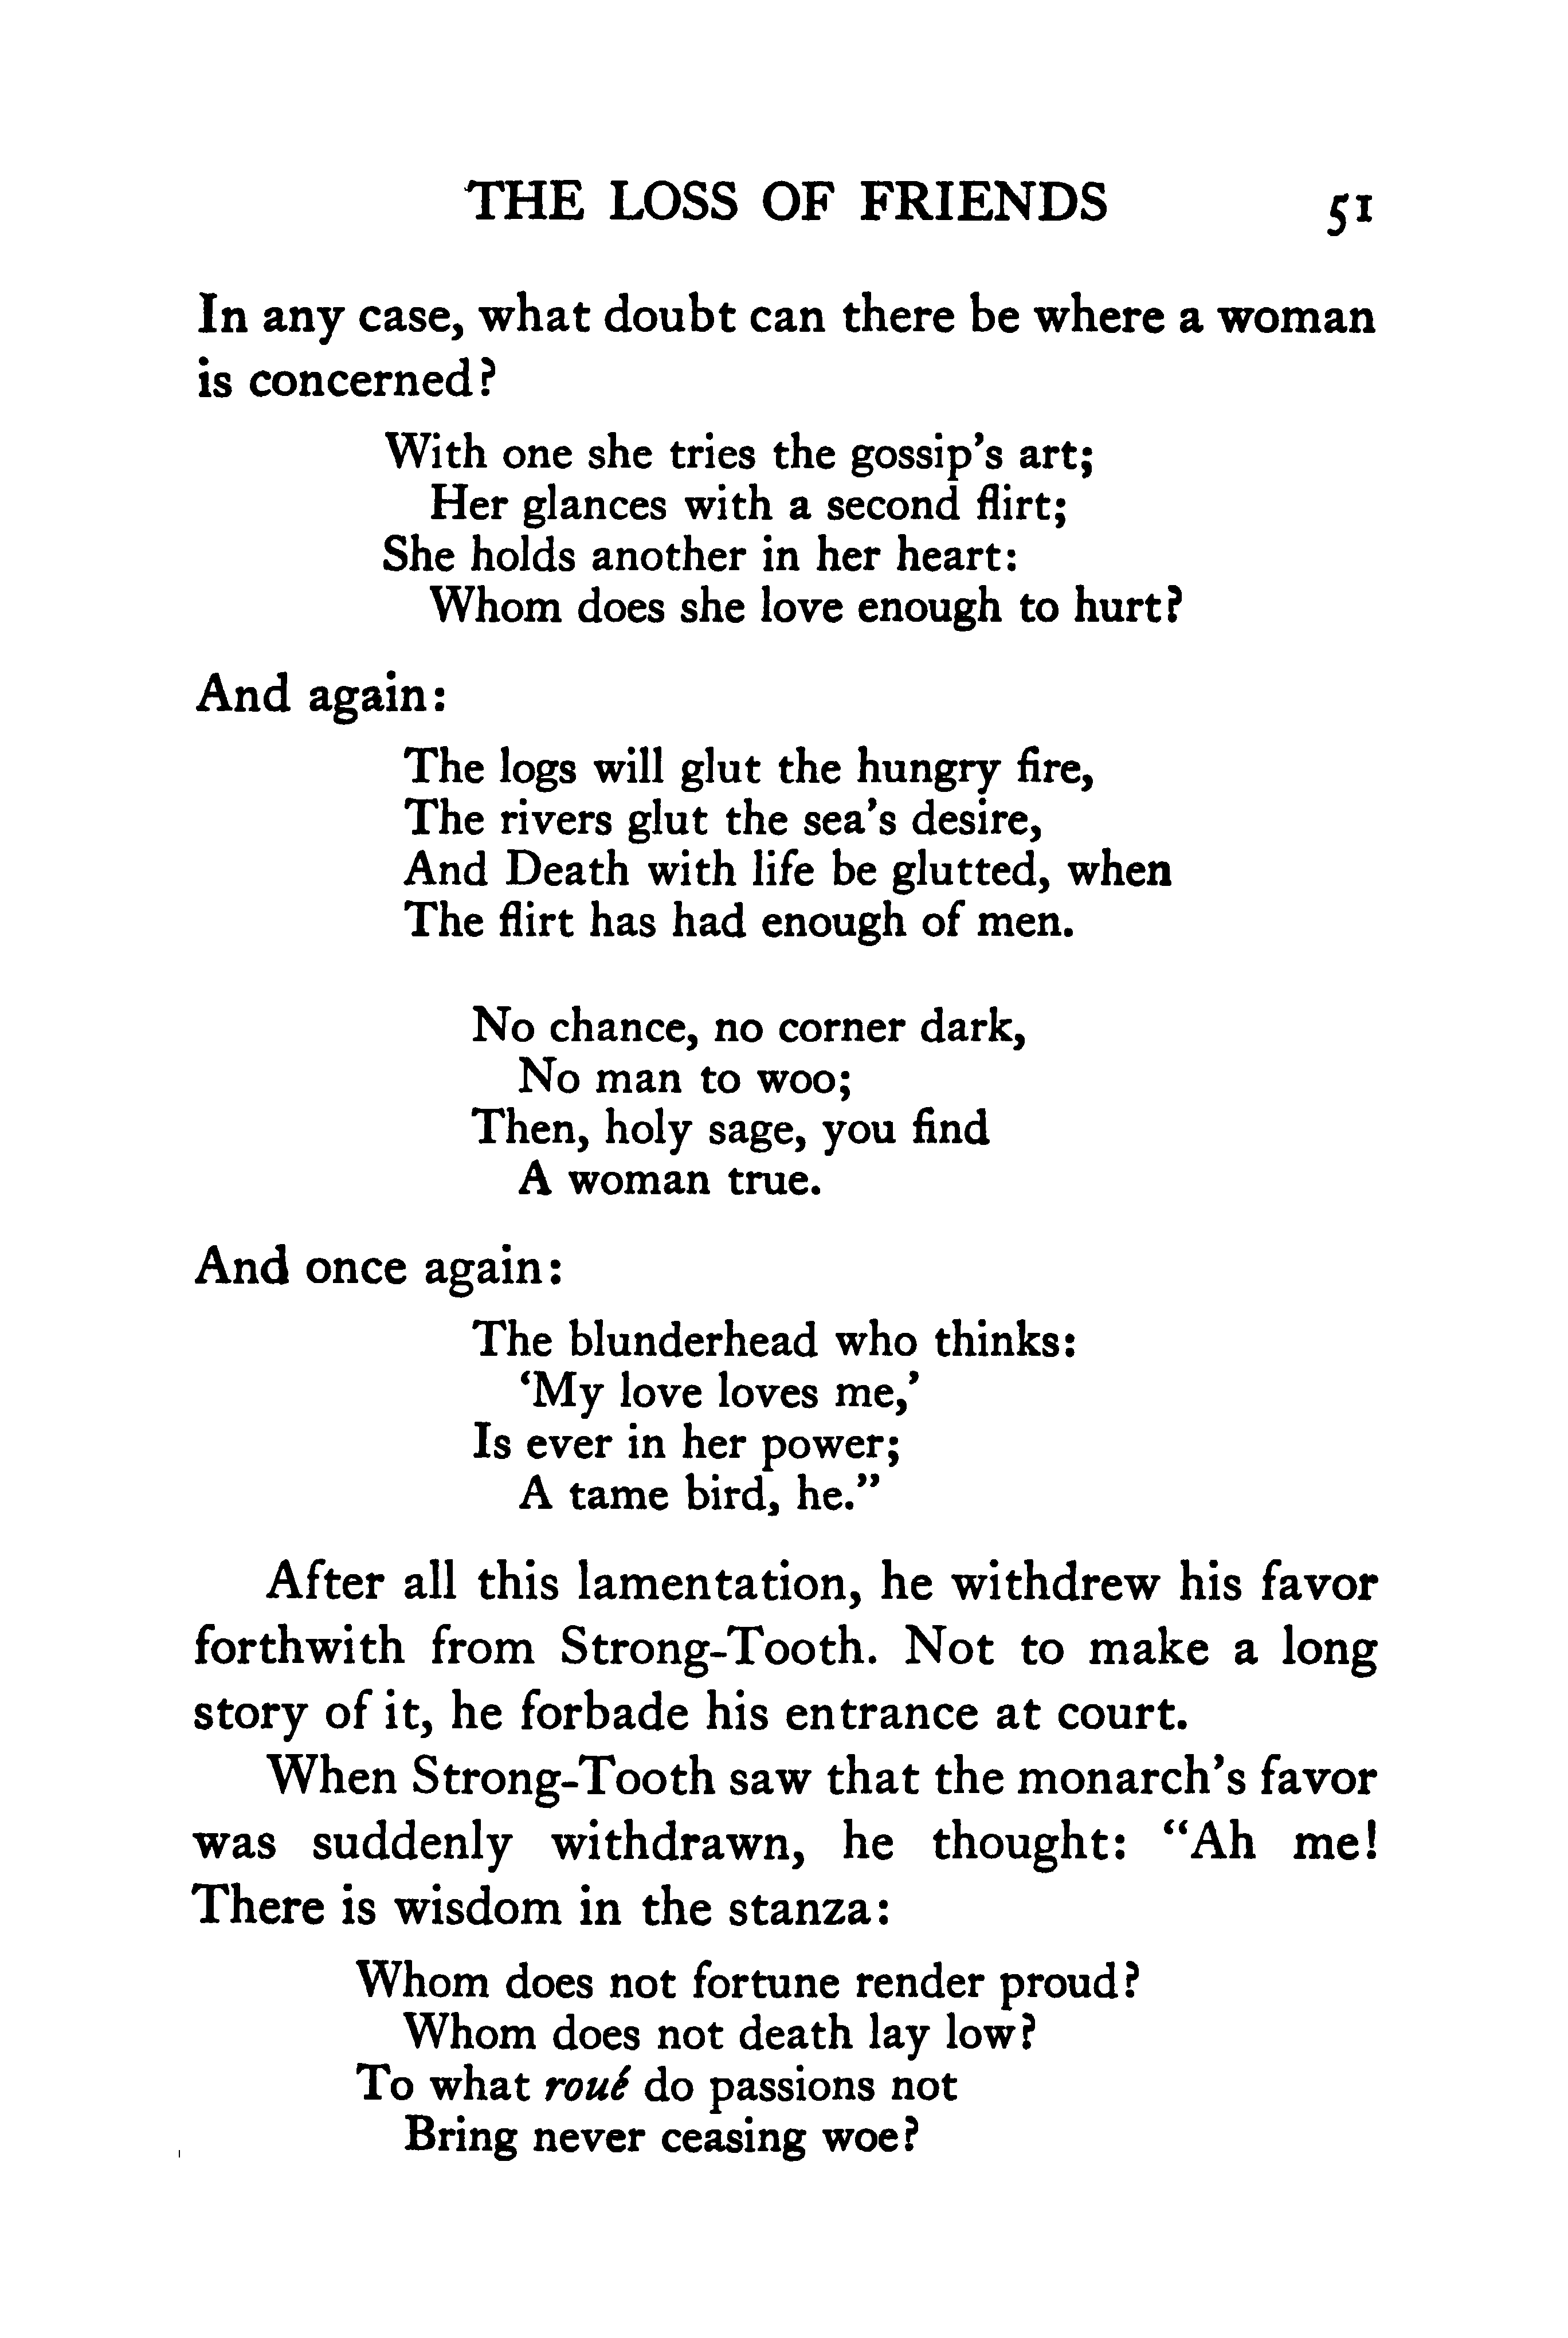 THE LOSS OF FRIENDS 51
In any case, what doubt can there be where a woman
is concerned?
With one she tries the gossip's art;
Her glances with a second flirt;
She holds another in her heart:
Whom does she love enough to hurt?
And again:
The logs will glut the hungry fire,
The rivers glut the sea's desire,
And Death with life be glutted, when
The flirt has had enough of men.
No chance, no corner dark,
No man to woo;
Then, holy sage, you find
A woman true.
And once again:
The blunderhead who thinks:
‘My love loves me,’
Is ever in her power;
A tame bird, he.”
After all this lamentation, he withdrew his favor
forthwith from Strong-Tooth. Not to make a long
story of it, he forbade his entrance at court.
When Strong-Tooth saw that the monarch's favor
was suddenly withdrawn, he thought: “Ah me!
There is wisdom in the stanza:
Whom does not fortune render proud?
Whom does not death lay low?
To what roué do passions not
Bring never ceasing woe?